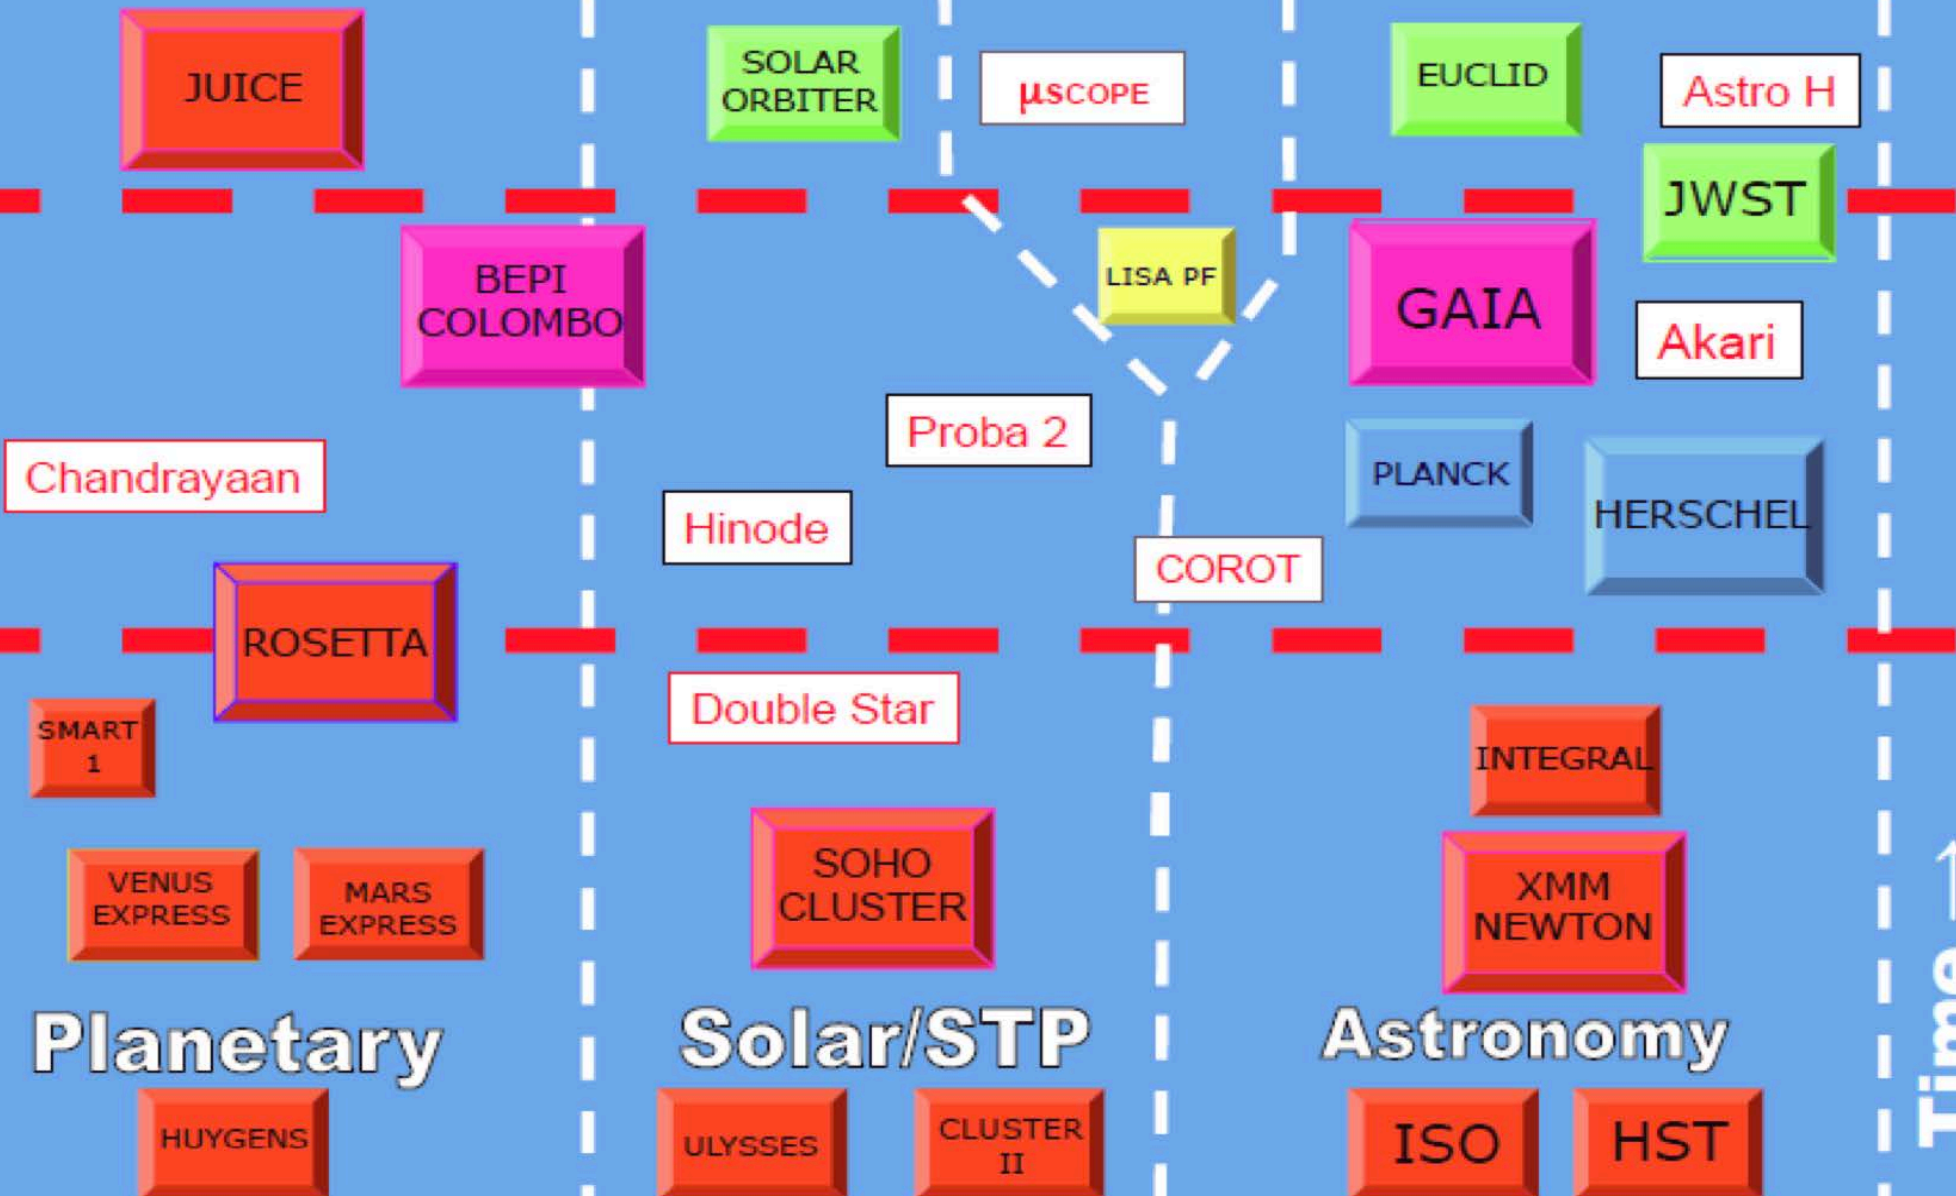 JUICE
SOLAR
ORBITER
µSCOPE
EUCLID
Astro H
JWST
BEPI
COLOMBO
LISA PF
GAIA
Akari
Chandrayaan
Proba 2
PLANCK
HERSCHEL
Hinode
COROT
ROSETTA
Double Star
SMART
1
INTEGRAL
VENUS
EXPRESS
MARS
EXPRESS
SOHO
CLUSTER
XMM
NEWTON
Planetary
Solar/STP
Astronomy
Time →
HUYGENS
ULYSSES
CLUSTER
II
ISO
HST